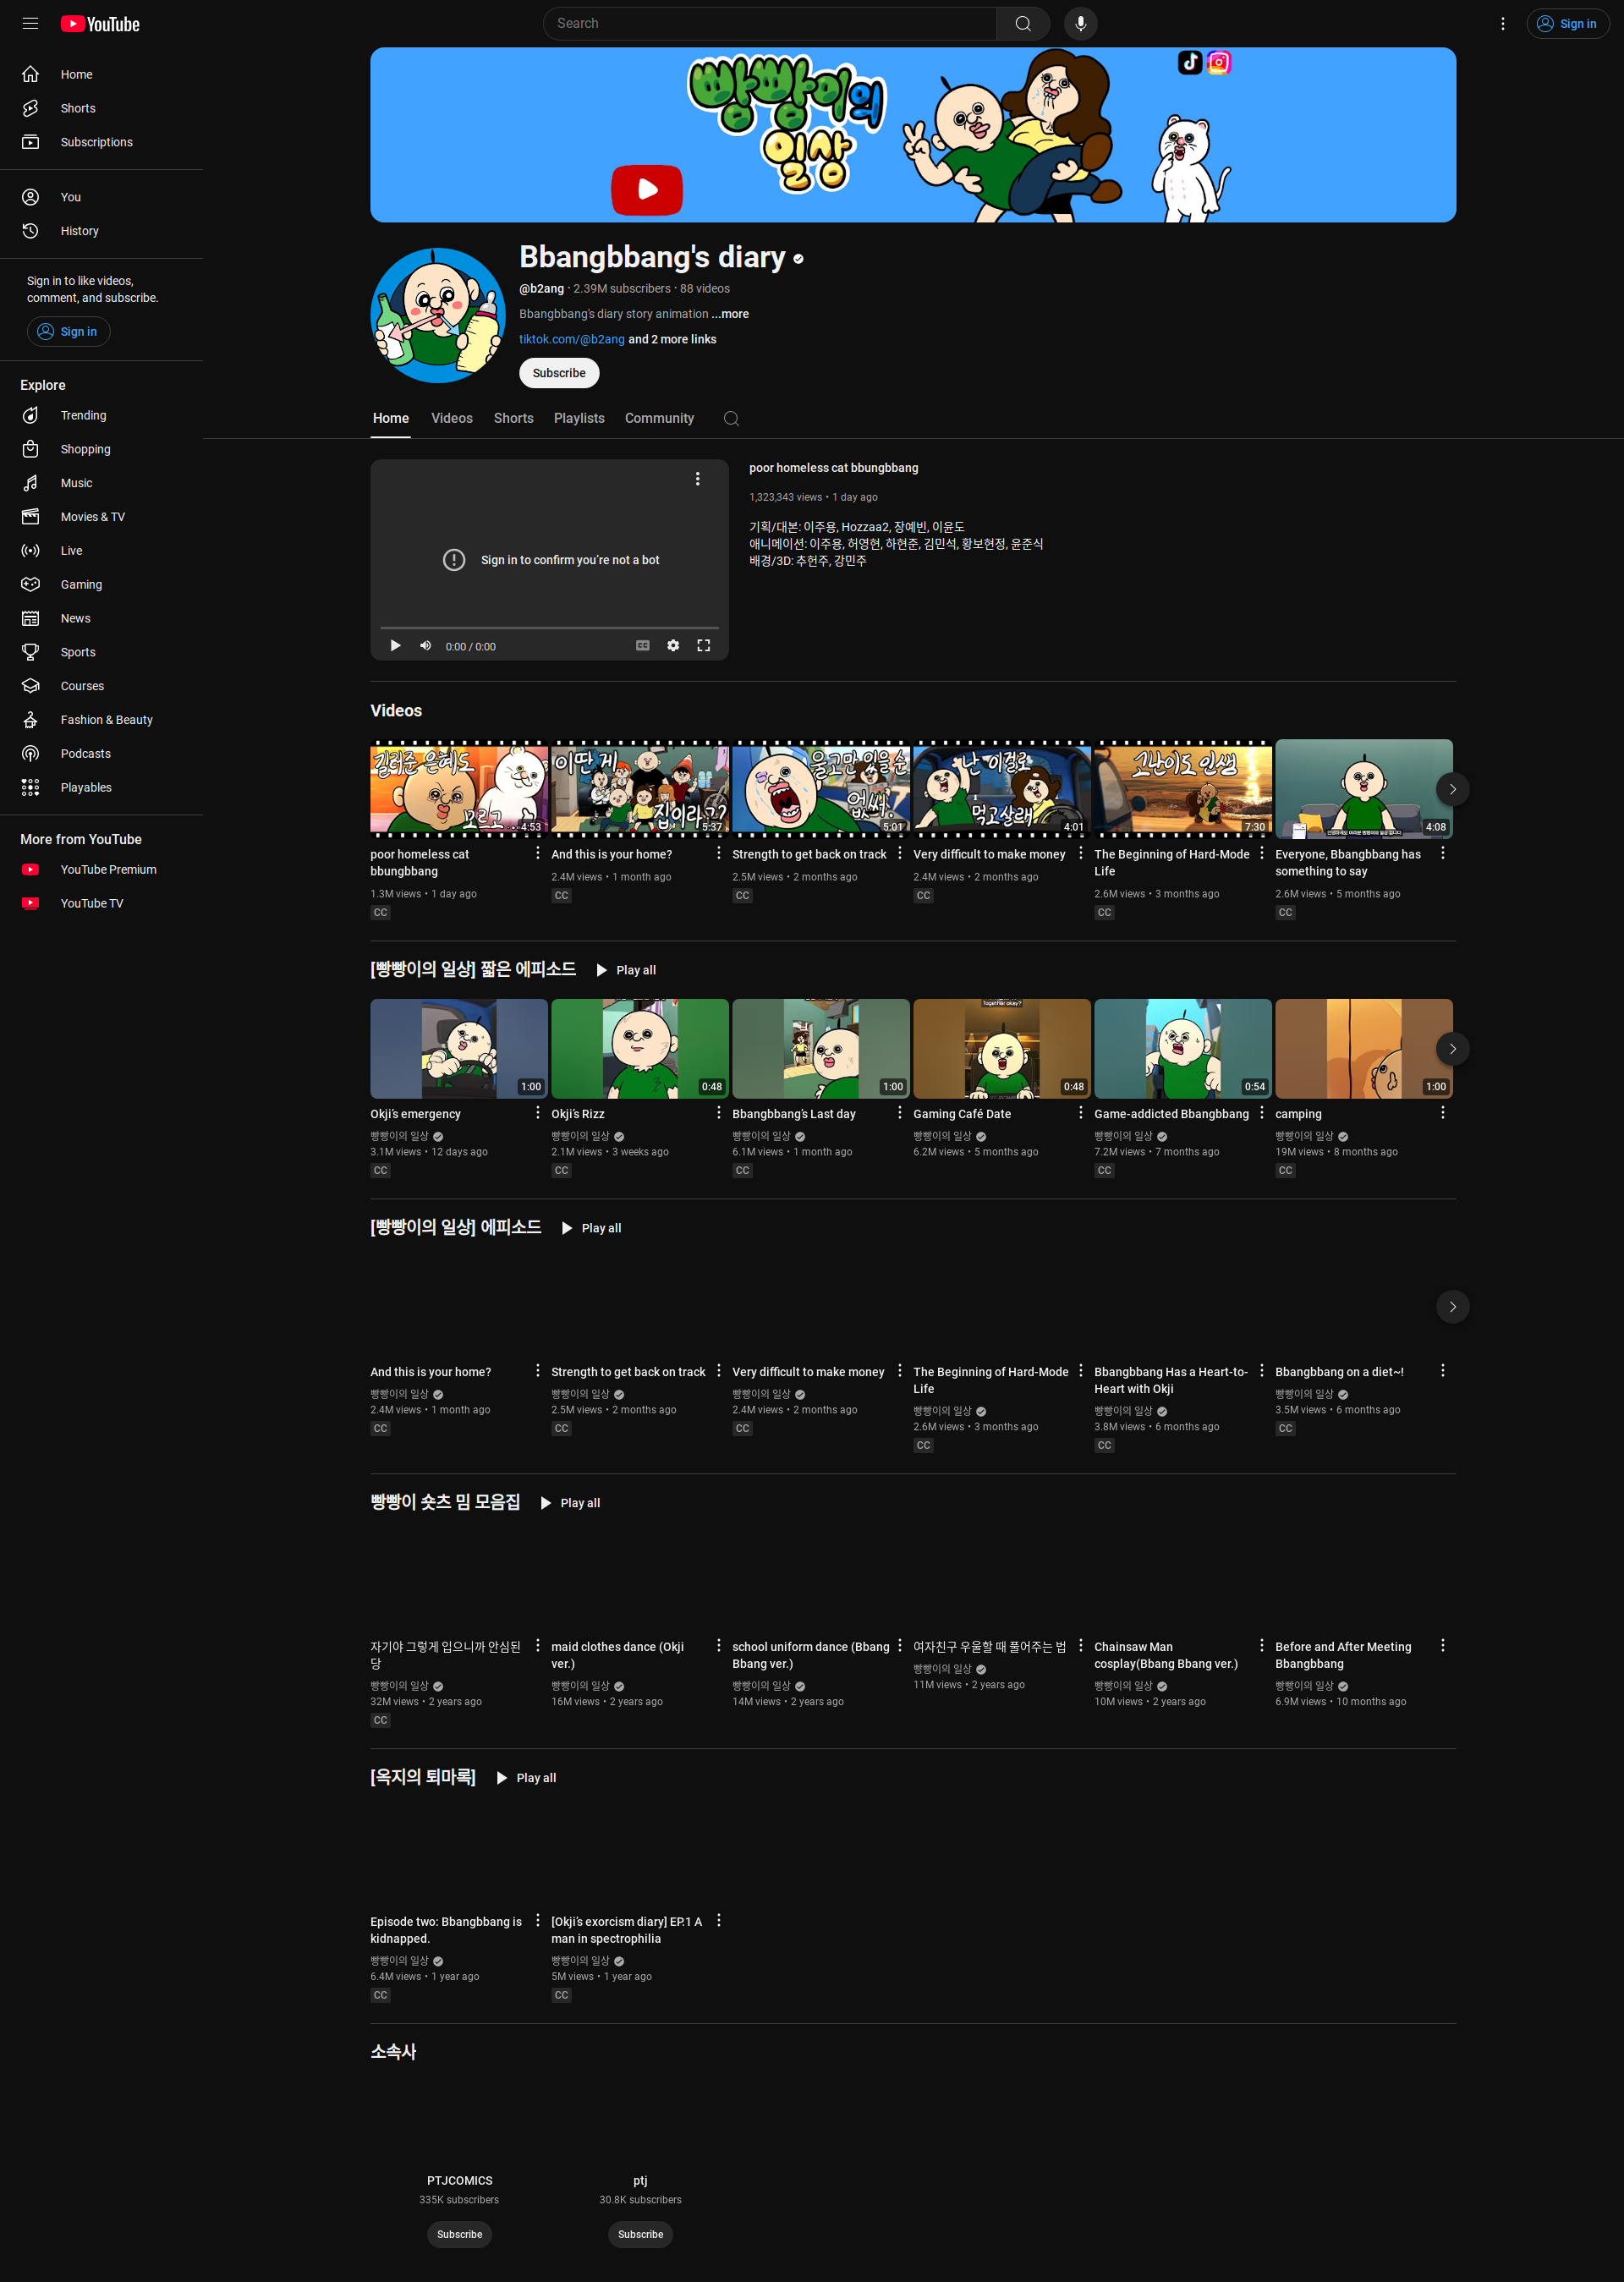 YouTube
Search
Sign in
Home
Shorts
Subscriptions
You
History
Sign in to like videos,
comment, and subscribe.
Sign in
Explore
Trending
Shopping
Music
Movies & TV
Live
Gaming
News
Sports
Courses
Fashion & Beauty
Podcasts
Playables
More from YouTube
YouTube Premium
YouTube TV
빵빵이의
일상
Bbangbbang's diary
@b2ang · 2.39M subscribers · 88 videos
Bbangbbang's diary story animation ...more
tiktok.com/@b2ang and 2 more links
Subscribe
Home Videos Shorts Playlists Community
Sign in to confirm you're not a bot
0:00 / 0:00
poor homeless cat bbungbbang
1,323,343 views • 1 day ago
기획/대본: 이주용, Hozzaa2, 장예빈, 이윤도
애니메이션: 이주용, 허영현, 하현준, 김민석, 황보현정, 윤준식
배경/3D: 추헌주, 강민주
Videos
길러준 은혜도
모르고...
4:53
poor homeless cat
bbungbbang
1.3M views • 1 day ago
CC
이딴 게
집이라고?
5:37
And this is your home?
2.4M views • 1 month ago
CC
울고만 있을 순
없써.
5:01
Strength to get back on track
2.5M views • 2 months ago
CC
난 이걸로
먹고살래
4:01
Very difficult to make money
2.4M views • 2 months ago
CC
고난이도 인쌩
7:30
The Beginning of Hard-Mode
Life
2.6M views • 3 months ago
CC
4:08
Everyone, Bbangbbang has
something to say
2.6M views • 5 months ago
CC
[빵빵이의 일상] 짧은 에피소드
Play all
1:00
Okji's emergency
빵빵이의 일상
3.1M views • 12 days ago
CC
0:48
Okji's Rizz
빵빵이의 일상
2.1M views • 3 weeks ago
CC
1:00
Bbangbbang's Last day
빵빵이의 일상
6.1M views • 1 month ago
CC
Together okay?
0:48
Gaming Café Date
빵빵이의 일상
6.2M views • 5 months ago
0:54
Game-addicted Bbangbbang
빵빵이의 일상
7.2M views • 7 months ago
CC
1:00
camping
빵빵이의 일상
19M views • 8 months ago
CC
[빵빵이의 일상] 에피소드
Play all
And this is your home?
빵빵이의 일상
2.4M views • 1 month ago
CC
Strength to get back on track
빵빵이의 일상
2.5M views • 2 months ago
CC
Very difficult to make money
빵빵이의 일상
2.4M views • 2 months ago
CC
The Beginning of Hard-Mode
Life
빵빵이의 일상
2.6M views • 3 months ago
CC
Bbangbbang Has a Heart-to-
Heart with Okji
빵빵이의 일상
3.8M views • 6 months ago
CC
Bbangbbang on a diet~!
빵빵이의 일상
3.5M views • 6 months ago
CC
빵빵이 숏츠 밈 모음집
Play all
자기야 그렇게 입으니까 안심된
당
빵빵이의 일상
32M views • 2 years ago
CC
maid clothes dance (Okji
ver.)
빵빵이의 일상
16M views • 2 years ago
school uniform dance (Bbang
Bbang ver.)
빵빵이의 일상
14M views • 2 years ago
여자친구 우울할 때 풀어주는 법
빵빵이의 일상
11M views • 2 years ago
Chainsaw Man
cosplay(Bbang Bbang ver.)
빵빵이의 일상
10M views • 2 years ago
Before and After Meeting
Bbangbbang
빵빵이의 일상
6.9M views • 10 months ago
[옥지의 퇴마록]
Play all
Episode two: Bbangbbang is
kidnapped.
빵빵이의 일상
6.4M views • 1 year ago
CC
[Okji's exorcism diary] EP.1 A
man in spectrophilia
빵빵이의 일상
5M views • 1 year ago
CC
소속사
PTJCOMICS
335K subscribers
Subscribe
ptj
30.8K subscribers
Subscribe